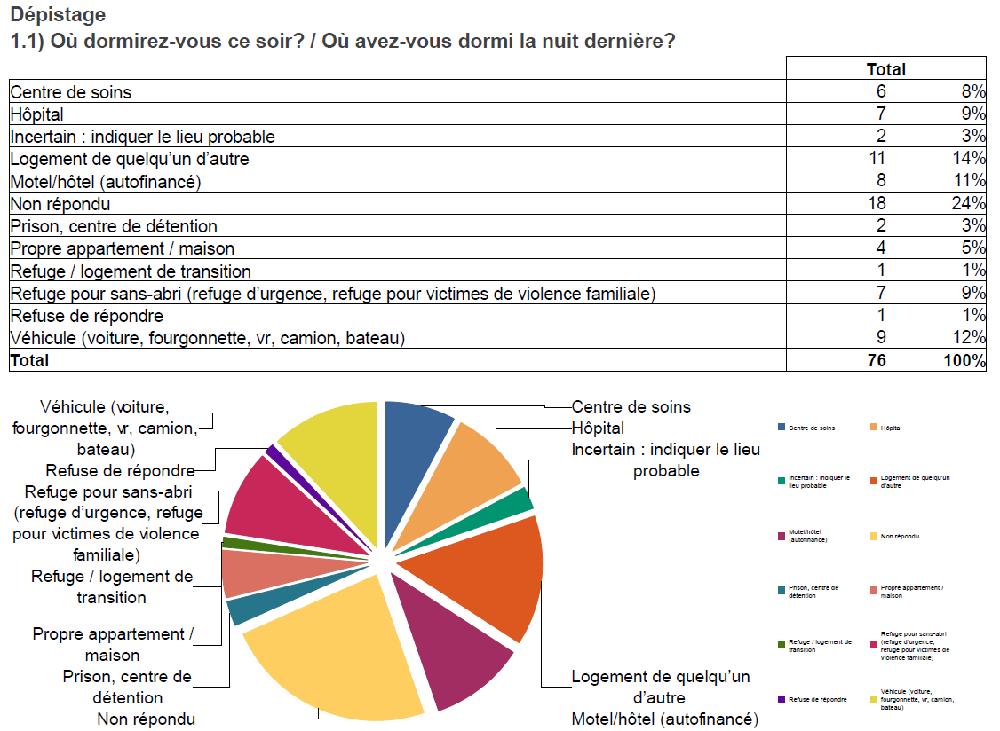 Dépistage
1.1) Où dormirez-vous ce soir? / Où avez-vous dormi la nuit dernière?
Total
Centre de soins 6 8%
Hôpital 7 9%
Incertain : indiquer le lieu probable 2 3%
Logement de quelqu’un d’autre 11 14%
Motel/hôtel (autofinancé) 8 11%
Non répondu 18 24%
Prison, centre de détention 2 3%
Propre appartement / maison 4 5%
Refuge / logement de transition 1 1%
Refuge pour sans-abri (refuge d’urgence, refuge pour victimes de violence familiale) 7 9%
Refuse de répondre 1 1%
Véhicule (voiture, fourgonnette, vr, camion, bateau) 9 12%
Total 76 100%
Véhicule (voiture,
fourgonnette, vr, camion,
bateau)
Refuse de répondre
Refuge pour sans-abri
(refuge d’urgence, refuge
pour victimes de violence
familiale)
Refuge / logement de
transition
Propre appartement /
maison
Prison, centre de
détention
Non répondu
Centre de soins
Hôpital
Incertain : indiquer le lieu
probable
Logement de quelqu’un
d’autre
Motel/hôtel (autofinancé)
Centre de soins
Hôpital
Incertain : indiquer le
lieu probable
Logement de quelqu’un
d’autre
Motel/hôtel
(autofinancé)
Non répondu
Prison, centre de
détention
Propre appartement /
maison
Refuge / logement de
transition
Refuge pour sans-abri
(refuge d’urgence,
refuge pour victimes de
violence familiale)
Refuse de répondre
Véhicule (voiture,
fourgonnette, vr, camion,
bateau)